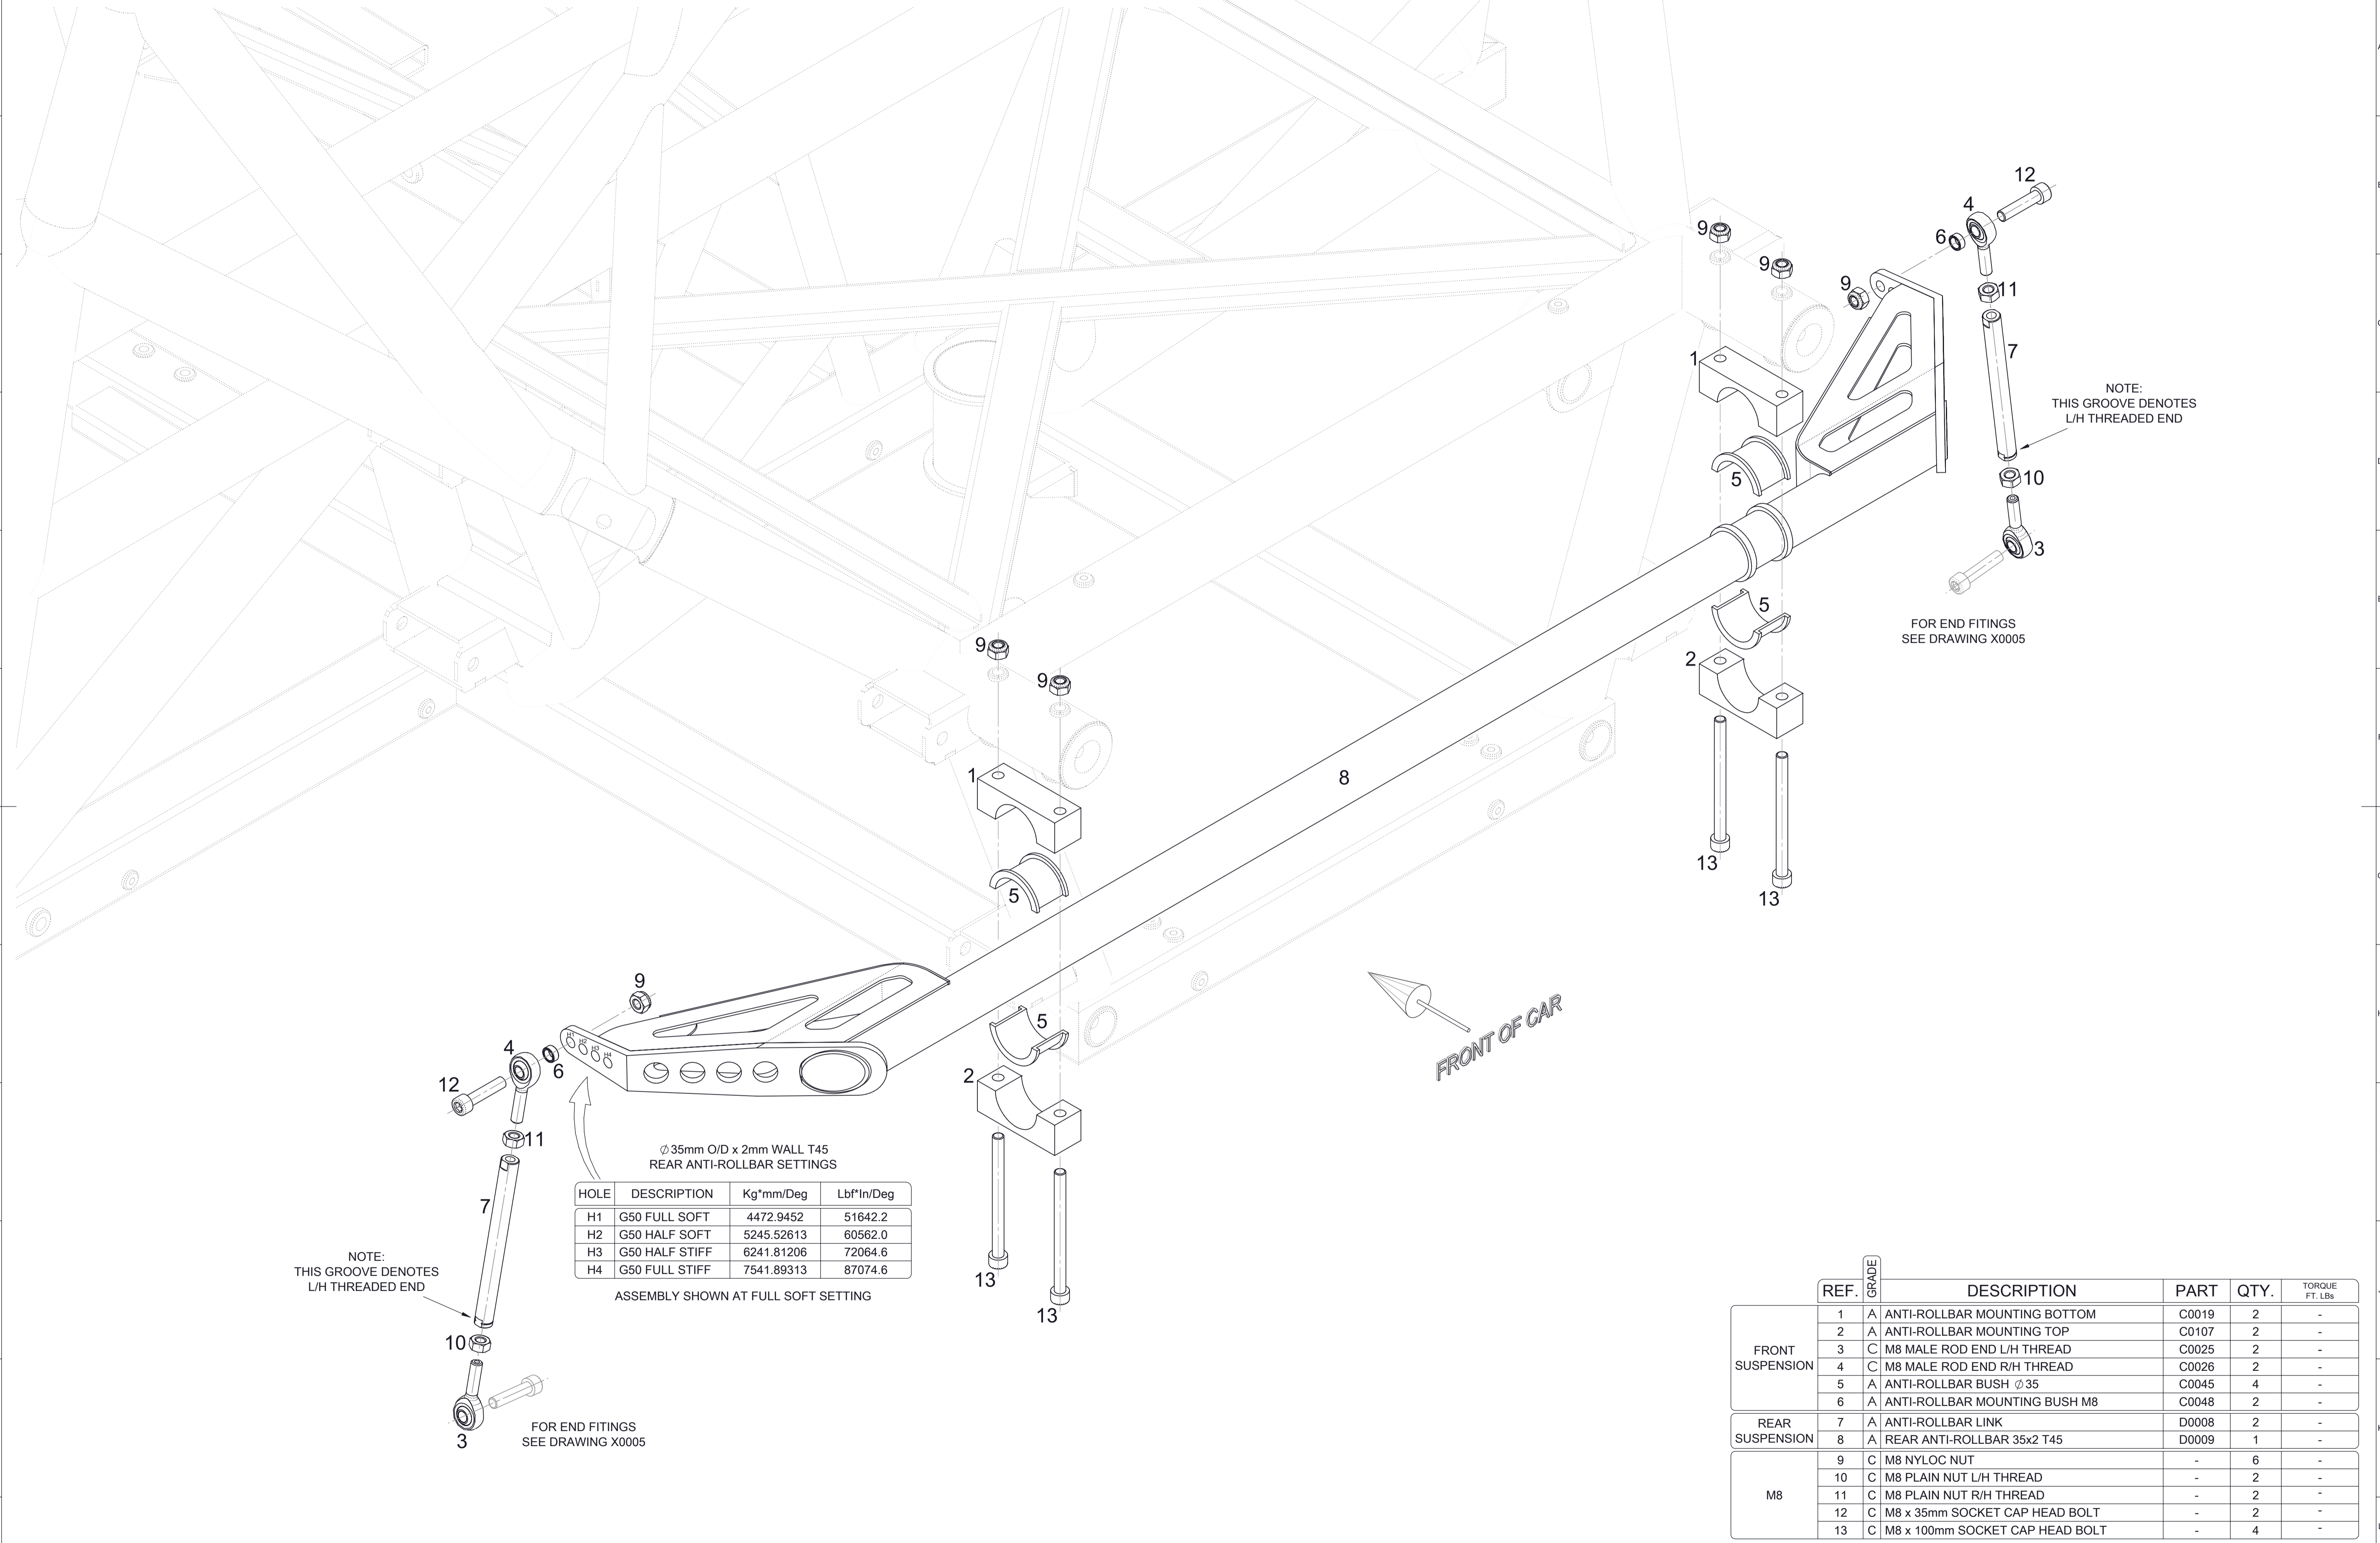 12
4
9
6
9
9
11
1
7
NOTE:
THIS GROOVE DENOTES
L/H THREADED END
5
10
3
5
FOR END FITINGS
SEE DRAWING X0005
9
2
9
8
1
13
5
13
9
5
FRONT OF CAR
H1
H2
H3
H4
4
6
2
12
11
Ø35mm O/D x 2mm WALL T45
REAR ANTI-ROLLBAR SETTINGS
HOLE DESCRIPTION Kg*mm/Deg Lbf*In/Deg
H1 G50 FULL SOFT 4472.9452 51642.2
H2 G50 HALF SOFT 5245.52613 60562.0
H3 G50 HALF STIFF 6241.81206 72064.6
H4 G50 FULL STIFF 7541.89313 87074.6
ASSEMBLY SHOWN AT FULL SOFT SETTING
7
NOTE:
THIS GROOVE DENOTES
L/H THREADED END
13
13
10
3
FOR END FITINGS
SEE DRAWING X0005
REF. GRADE DESCRIPTION PART QTY. TORQUE FT. LBs
FRONT SUSPENSION
1 A ANTI-ROLLBAR MOUNTING BOTTOM C0019 2 -
2 A ANTI-ROLLBAR MOUNTING TOP C0107 2 -
3 C M8 MALE ROD END L/H THREAD C0025 2 -
4 C M8 MALE ROD END R/H THREAD C0026 2 -
5 A ANTI-ROLLBAR BUSH Ø35 C0045 4 -
6 A ANTI-ROLLBAR MOUNTING BUSH M8 C0048 2 -
REAR SUSPENSION
7 A ANTI-ROLLBAR LINK D0008 2 -
8 A REAR ANTI-ROLLBAR 35x2 T45 D0009 1 -
M8
9 C M8 NYLOC NUT - 6 -
10 C M8 PLAIN NUT L/H THREAD - 2 -
11 C M8 PLAIN NUT R/H THREAD - 2 -
12 C M8 x 35mm SOCKET CAP HEAD BOLT - 2 -
13 C M8 x 100mm SOCKET CAP HEAD BOLT - 4 -